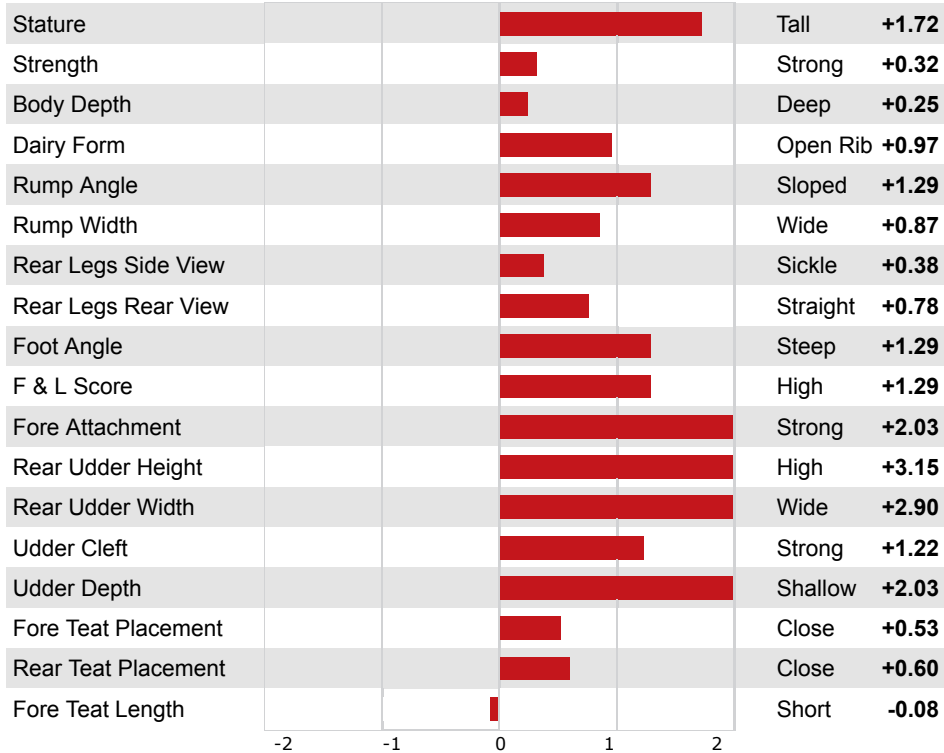 Stature Tall +1.72
Strength Strong +0.32
Body Depth Deep +0.25
Dairy Form Open Rib +0.97
Rump Angle Sloped +1.29
Rump Width Wide +0.87
Rear Legs Side View Sickle +0.38
Rear Legs Rear View Straight +0.78
Foot Angle Steep +1.29
F & L Score High +1.29
Fore Attachment Strong +2.03
Rear Udder Height High +3.15
Rear Udder Width Wide +2.90
Udder Cleft Strong +1.22
Udder Depth Shallow +2.03
Fore Teat Placement Close +0.53
Rear Teat Placement Close +0.60
Fore Teat Length Short -0.08
-2 -1 0 1 2